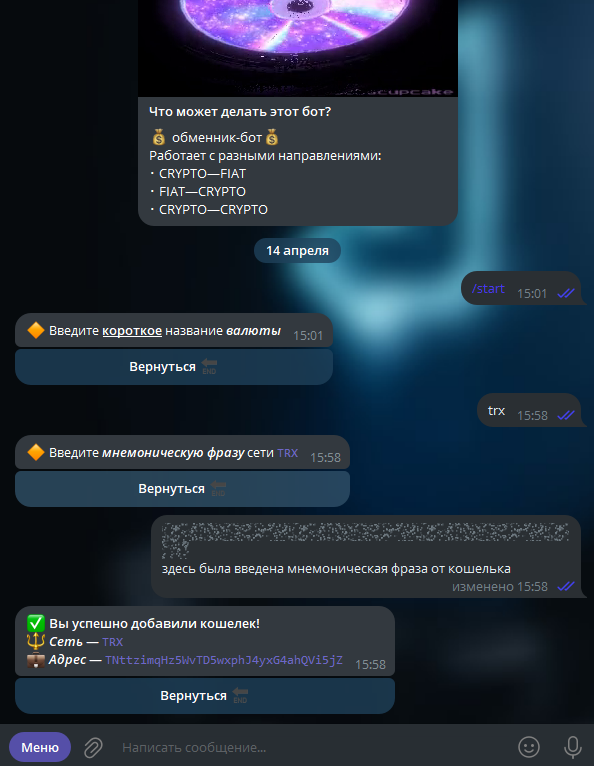 cupcake
Что может делать этот бот?
💰 обменник-бот 💰
Работает с разными направлениями:
· CRYPTO—FIAT
· FIAT—CRYPTO
· CRYPTO—CRYPTO
14 апреля
/start 15:01
🔶 Введите короткое название валюты 15:01
Вернуться 🔚
trx 15:58
🔶 Введите мнемоническую фразу сети TRX 15:58
Вернуться 🔚
здесь была введена мнемоническая фраза от кошелька
изменено 15:58
✅ Вы успешно добавили кошелек!
🔱 Сеть — TRX
💼 Адрес — TNttzimqHz5WvTD5wxphJ4yxG4ahQVi5jZ 15:58
Вернуться 🔚
Меню Написать сообщение...